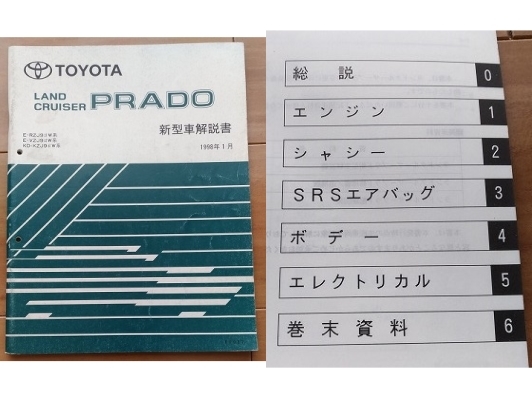 TOYOTA
LAND
CRUISER PRADO
新型車解説書
1998年1月
総説 0
エンジン 1
シャシー 2
SRSエアバッグ 3
ボデー 4
エレクトリカル 5
巻末資料 6